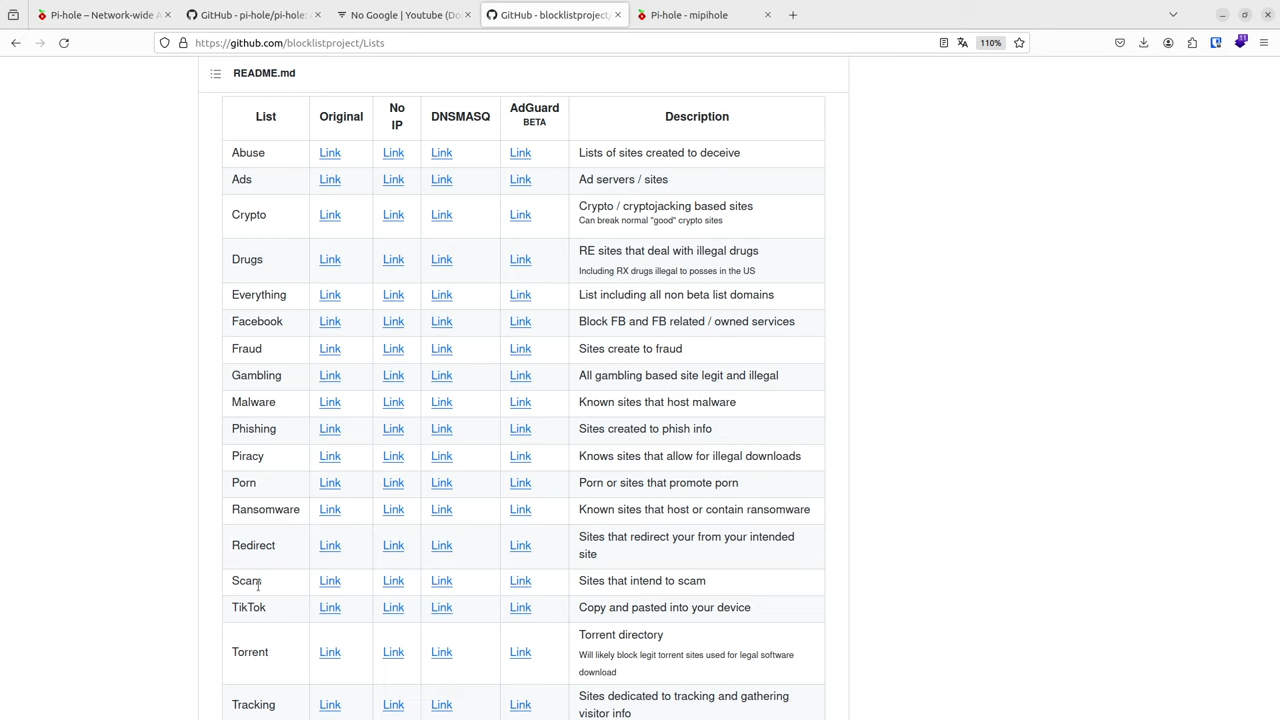 Pi-hole – Network-wide A
GitHub - pi-hole/pi-hole:
No Google | Youtube (Do
GitHub - blocklistproject/
Pi-hole - mipihole
https://github.com/blocklistproject/Lists
110%
11
README.md
List Original No IP DNSMASQ AdGuard BETA Description
Abuse Link Link Link Link Lists of sites created to deceive
Ads Link Link Link Link Ad servers / sites
Crypto Link Link Link Link Crypto / cryptojacking based sites
Can break normal "good" crypto sites
Drugs Link Link Link Link RE sites that deal with illegal drugs
Including RX drugs illegal to posses in the US
Everything Link Link Link Link List including all non beta list domains
Facebook Link Link Link Link Block FB and FB related / owned services
Fraud Link Link Link Link Sites create to fraud
Gambling Link Link Link Link All gambling based site legit and illegal
Malware Link Link Link Link Known sites that host malware
Phishing Link Link Link Link Sites created to phish info
Piracy Link Link Link Link Knows sites that allow for illegal downloads
Porn Link Link Link Link Porn or sites that promote porn
Ransomware Link Link Link Link Known sites that host or contain ransomware
Redirect Link Link Link Link Sites that redirect your from your intended
site
Scam Link Link Link Link Sites that intend to scam
TikTok Link Link Link Link Copy and pasted into your device
Torrent Link Link Link Link Torrent directory
Will likely block legit torrent sites used for legal software
download
Tracking Link Link Link Link Sites dedicated to tracking and gathering
visitor info